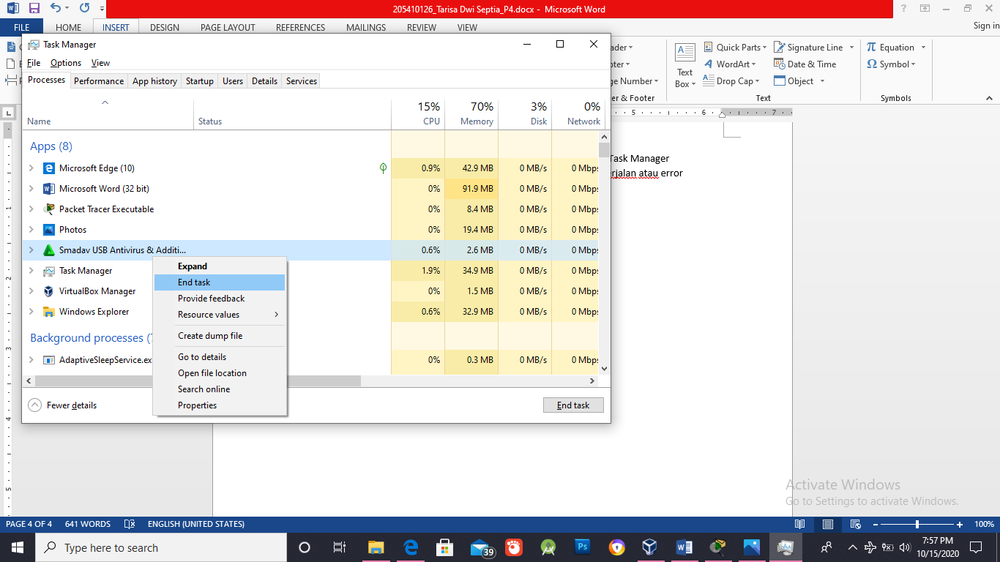 205410126_Tarisa Dwi Septia_P4.docx - Microsoft Word
FILE HOME INSERT DESIGN PAGE LAYOUT REFERENCES MAILINGS REVIEW VIEW Sign in
Quick Parts Signature Line Equation
WordArt Date & Time Symbol
Text Box Drop Cap Object
er & Footer Text Symbols
5 6 7
Task Manager
rjalan atau error
Task Manager
File Options View
Processes Performance App history Startup Users Details Services
15% 70% 3% 0%
Name Status CPU Memory Disk Network
Apps (8)
Microsoft Edge (10) 0.9% 42.9 MB 0 MB/s 0 Mbps
Microsoft Word (32 bit) 0% 91.9 MB 0 MB/s 0 Mbps
Packet Tracer Executable 0% 8.4 MB 0 MB/s 0 Mbps
Photos 0% 19.4 MB 0 MB/s 0 Mbps
Smadav USB Antivirus & Additi... 0.6% 2.6 MB 0 MB/s 0 Mbps
Task Manager 1.9% 34.9 MB 0 MB/s 0 Mbps
VirtualBox Manager 0% 1.5 MB 0 MB/s 0 Mbps
Windows Explorer 0.6% 32.9 MB 0 MB/s 0 Mbps
Background processes (7
AdaptiveSleepService.ex 0% 0.3 MB 0 MB/s 0 Mbps
Expand
End task
Provide feedback
Resource values
Create dump file
Go to details
Open file location
Search online
Properties
Fewer details End task
Activate Windows
Go to Settings to activate Windows.
PAGE 4 OF 4 641 WORDS ENGLISH (UNITED STATES) 100%
Type here to search 39 7:57 PM
10/15/2020